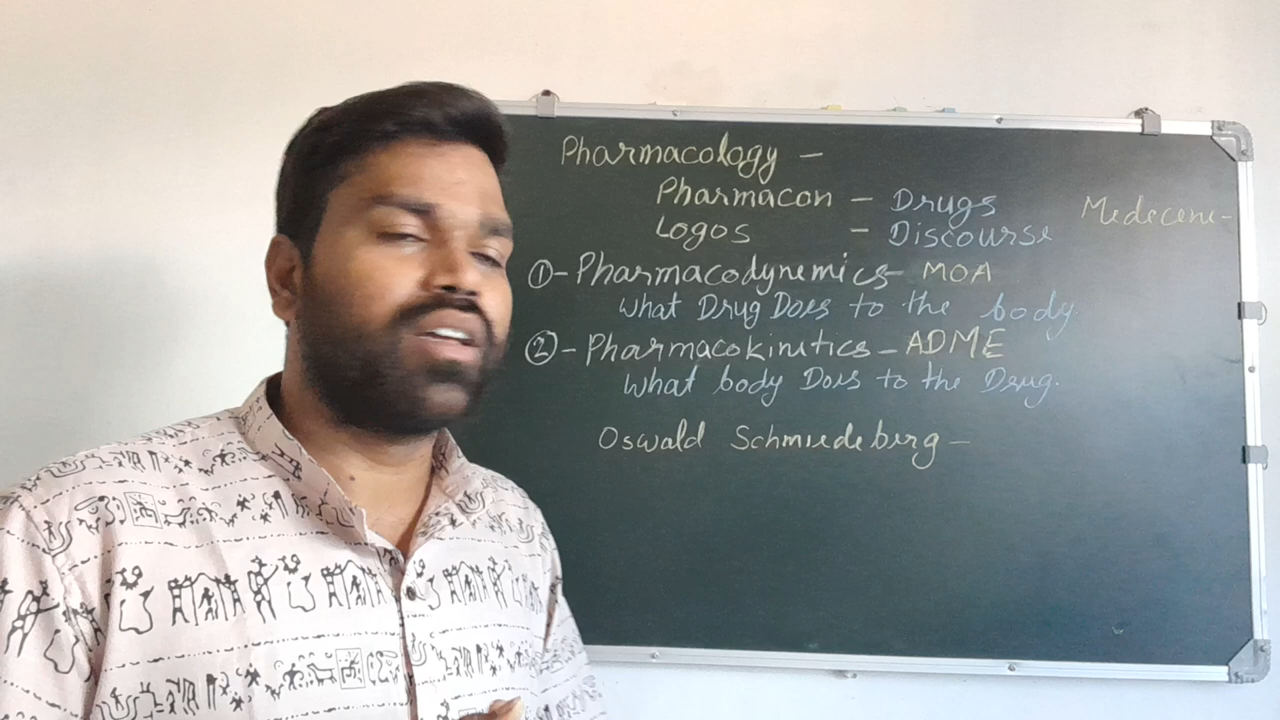 Pharmacology –
Pharmacon – Drugs
Logos – Discourse
Medecene-
①- Pharmacodynemics- MOA
What Drug Does to the body.
②- Pharmacokinetics – ADME
What body Does to the Drug.
Oswald Schmiedeberg –